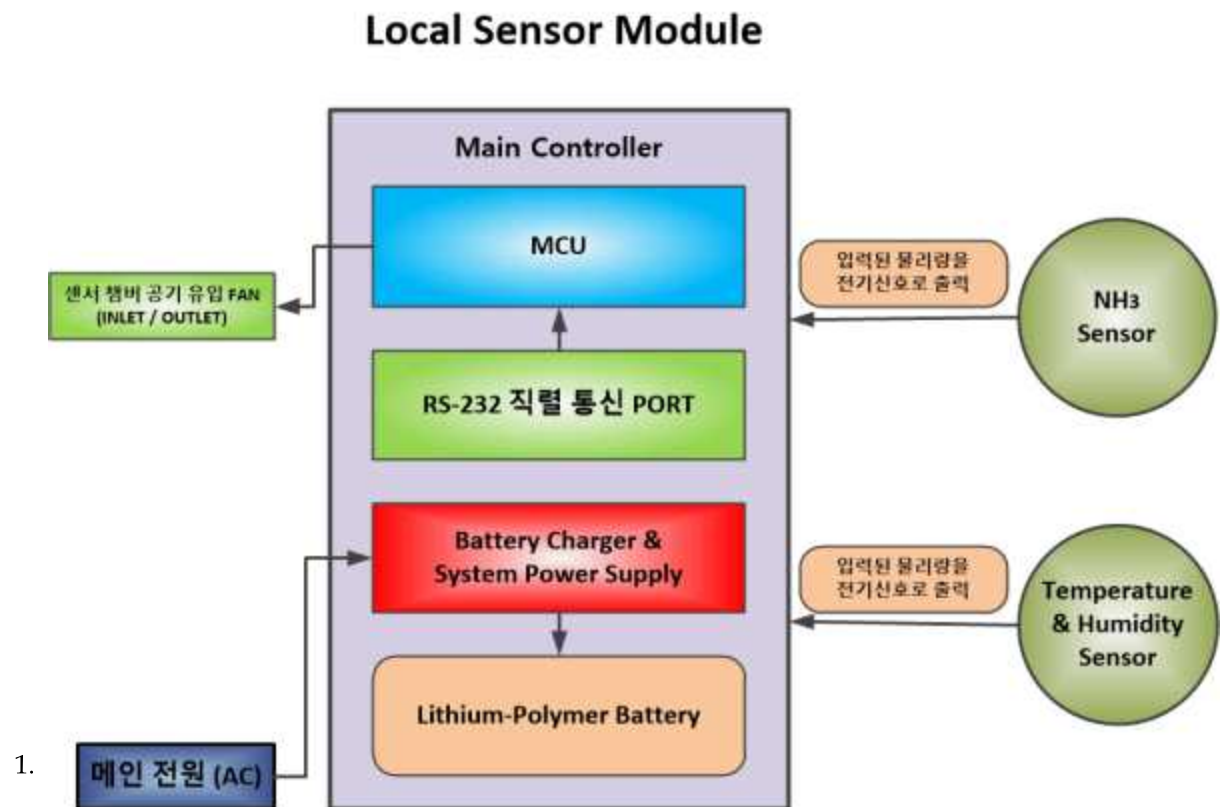 Local Sensor Module
Main Controller
MCU
센서 챔버 공기 유입 FAN
(INLET / OUTLET)
입력된 물리량을
전기신호로 출력
NH3
Sensor
RS-232 직렬 통신 PORT
Battery Charger &
System Power Supply
입력된 물리량을
전기신호로 출력
Temperature
& Humidity
Sensor
Lithium-Polymer Battery
1.
메인 전원 (AC)